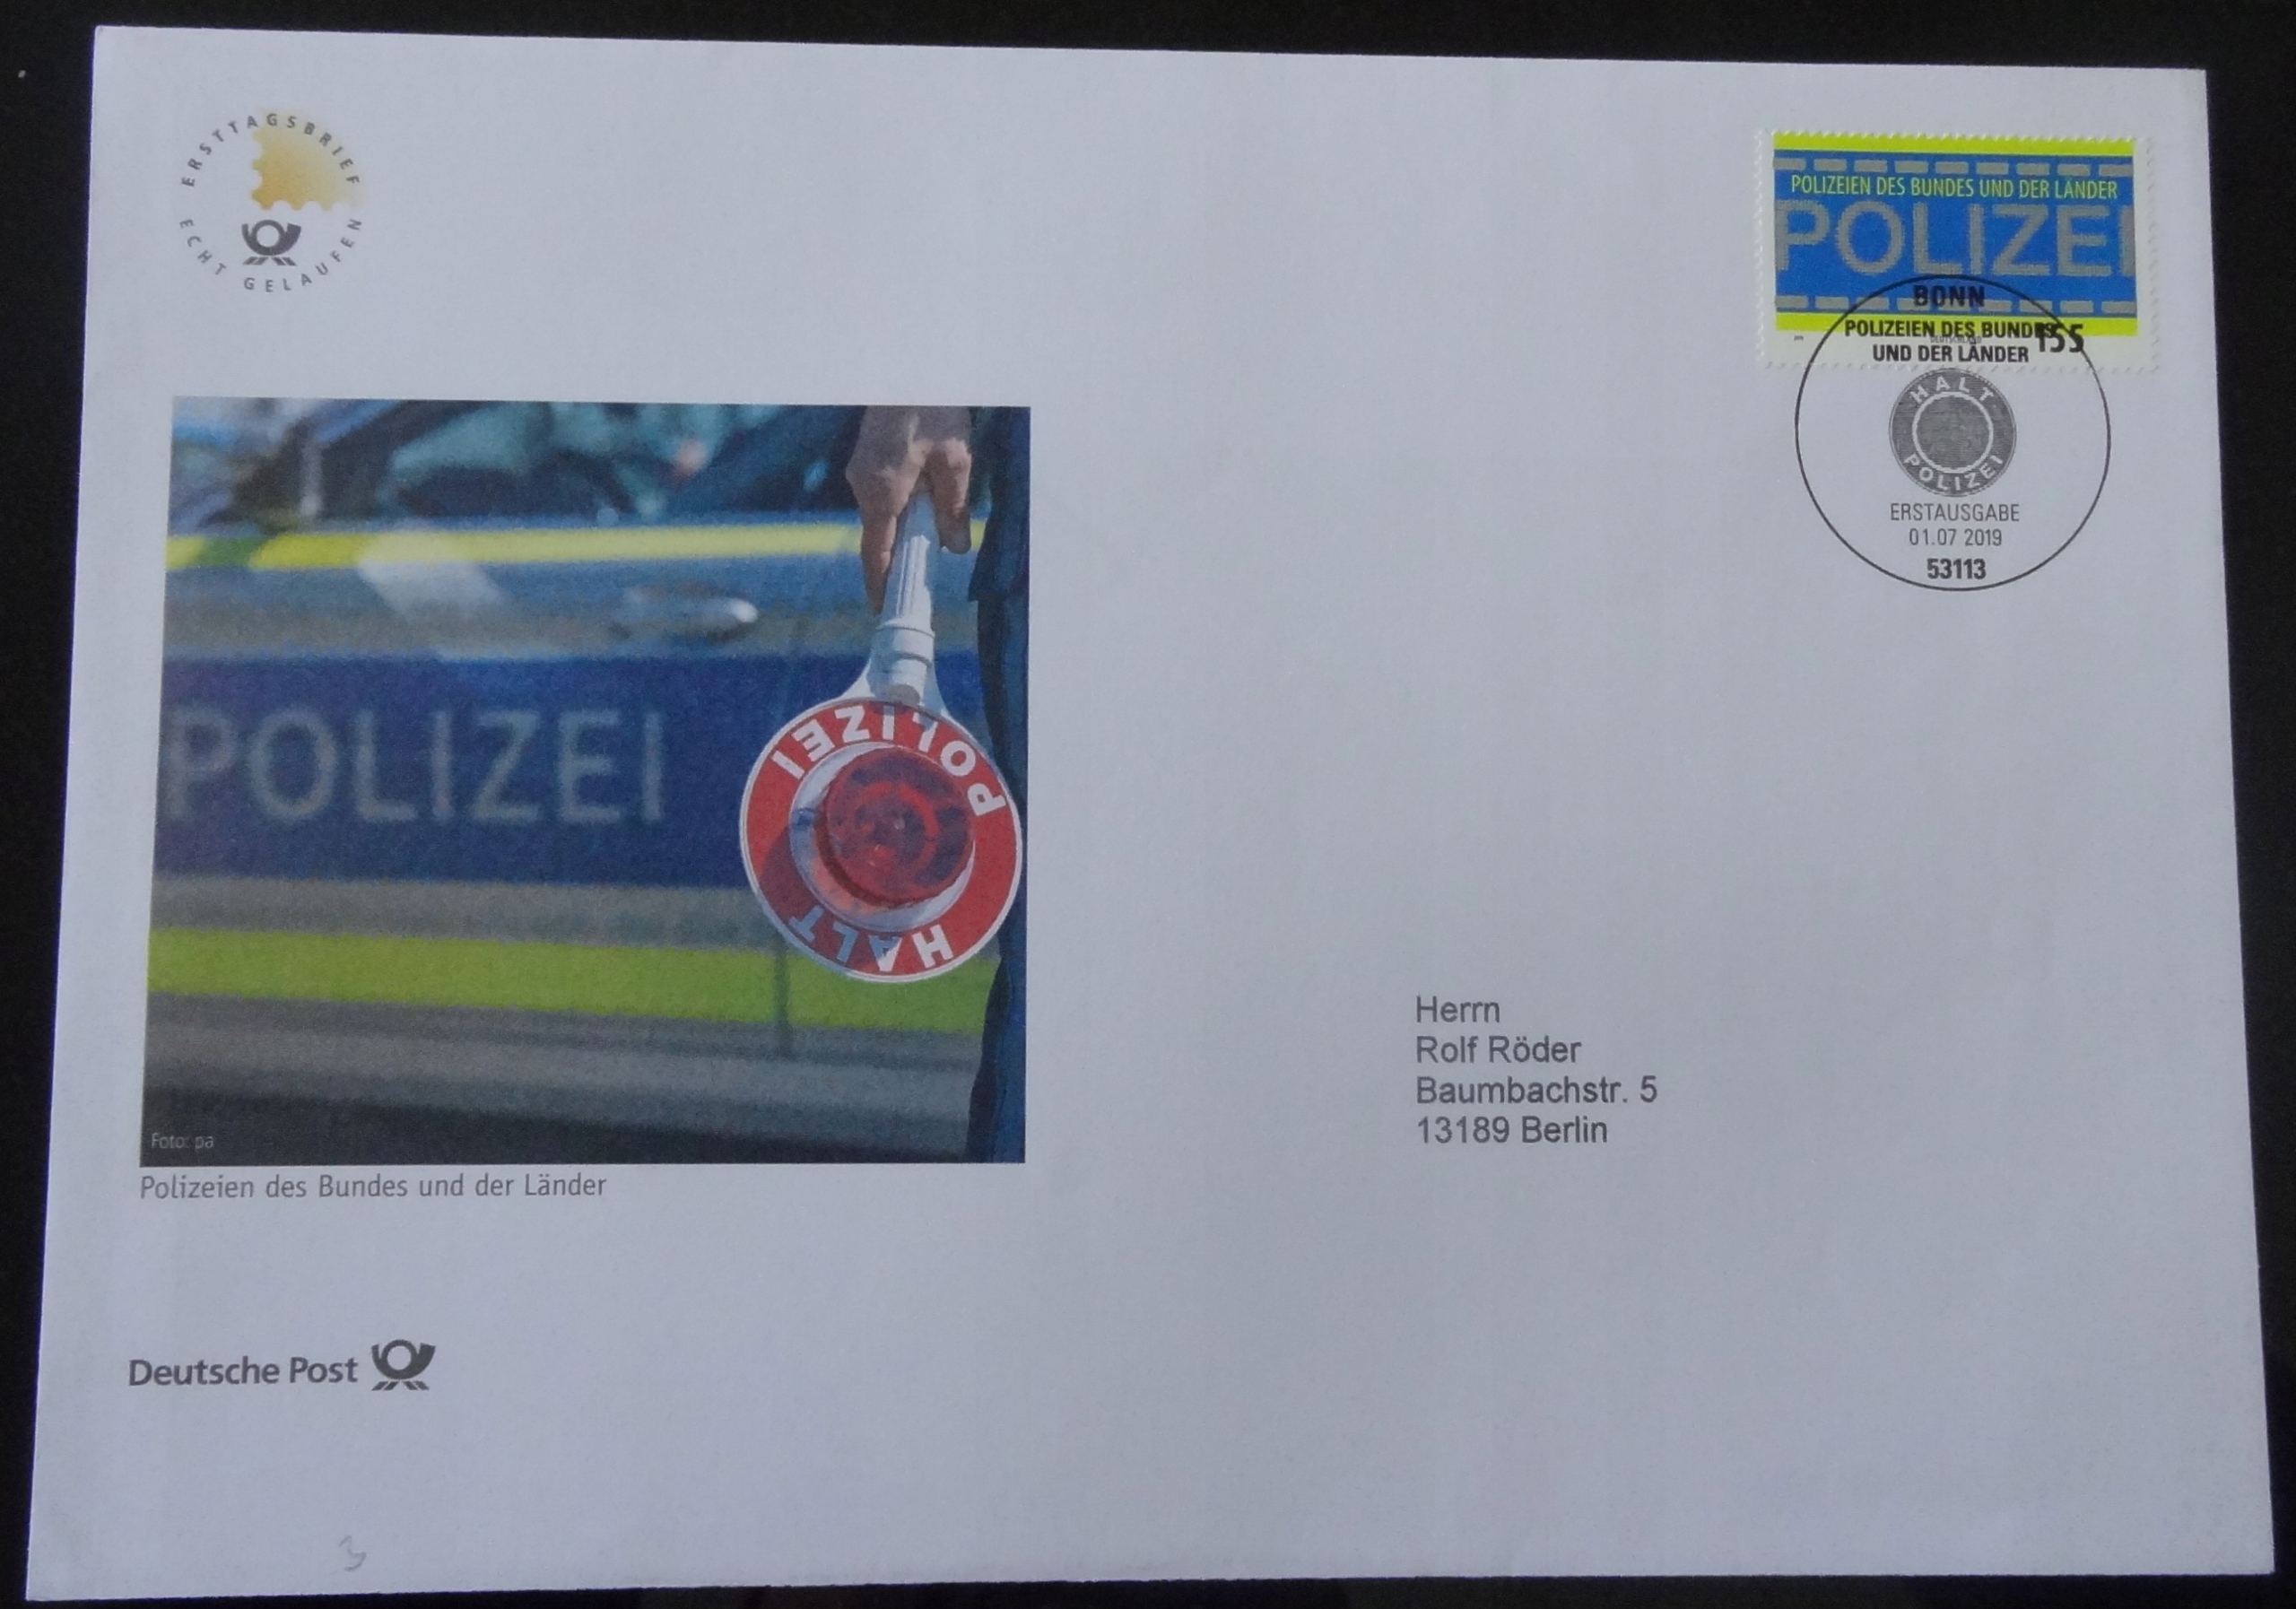 ERSTTAGSBRIEF
ECHT GELAUFEN
POLIZEIEN DES BUNDES UND DER LÄNDER
POLIZEI
155
BONN
POLIZEIEN DES BUNDES
UND DER LÄNDER
HALT
POLIZEI
ERSTAUSGABE
01.07 2019
53113
POLIZEI
POLIZEI
HALT
Foto: pa
Polizeien des Bundes und der Länder
Herrn
Rolf Röder
Baumbachstr. 5
13189 Berlin
Deutsche Post
3